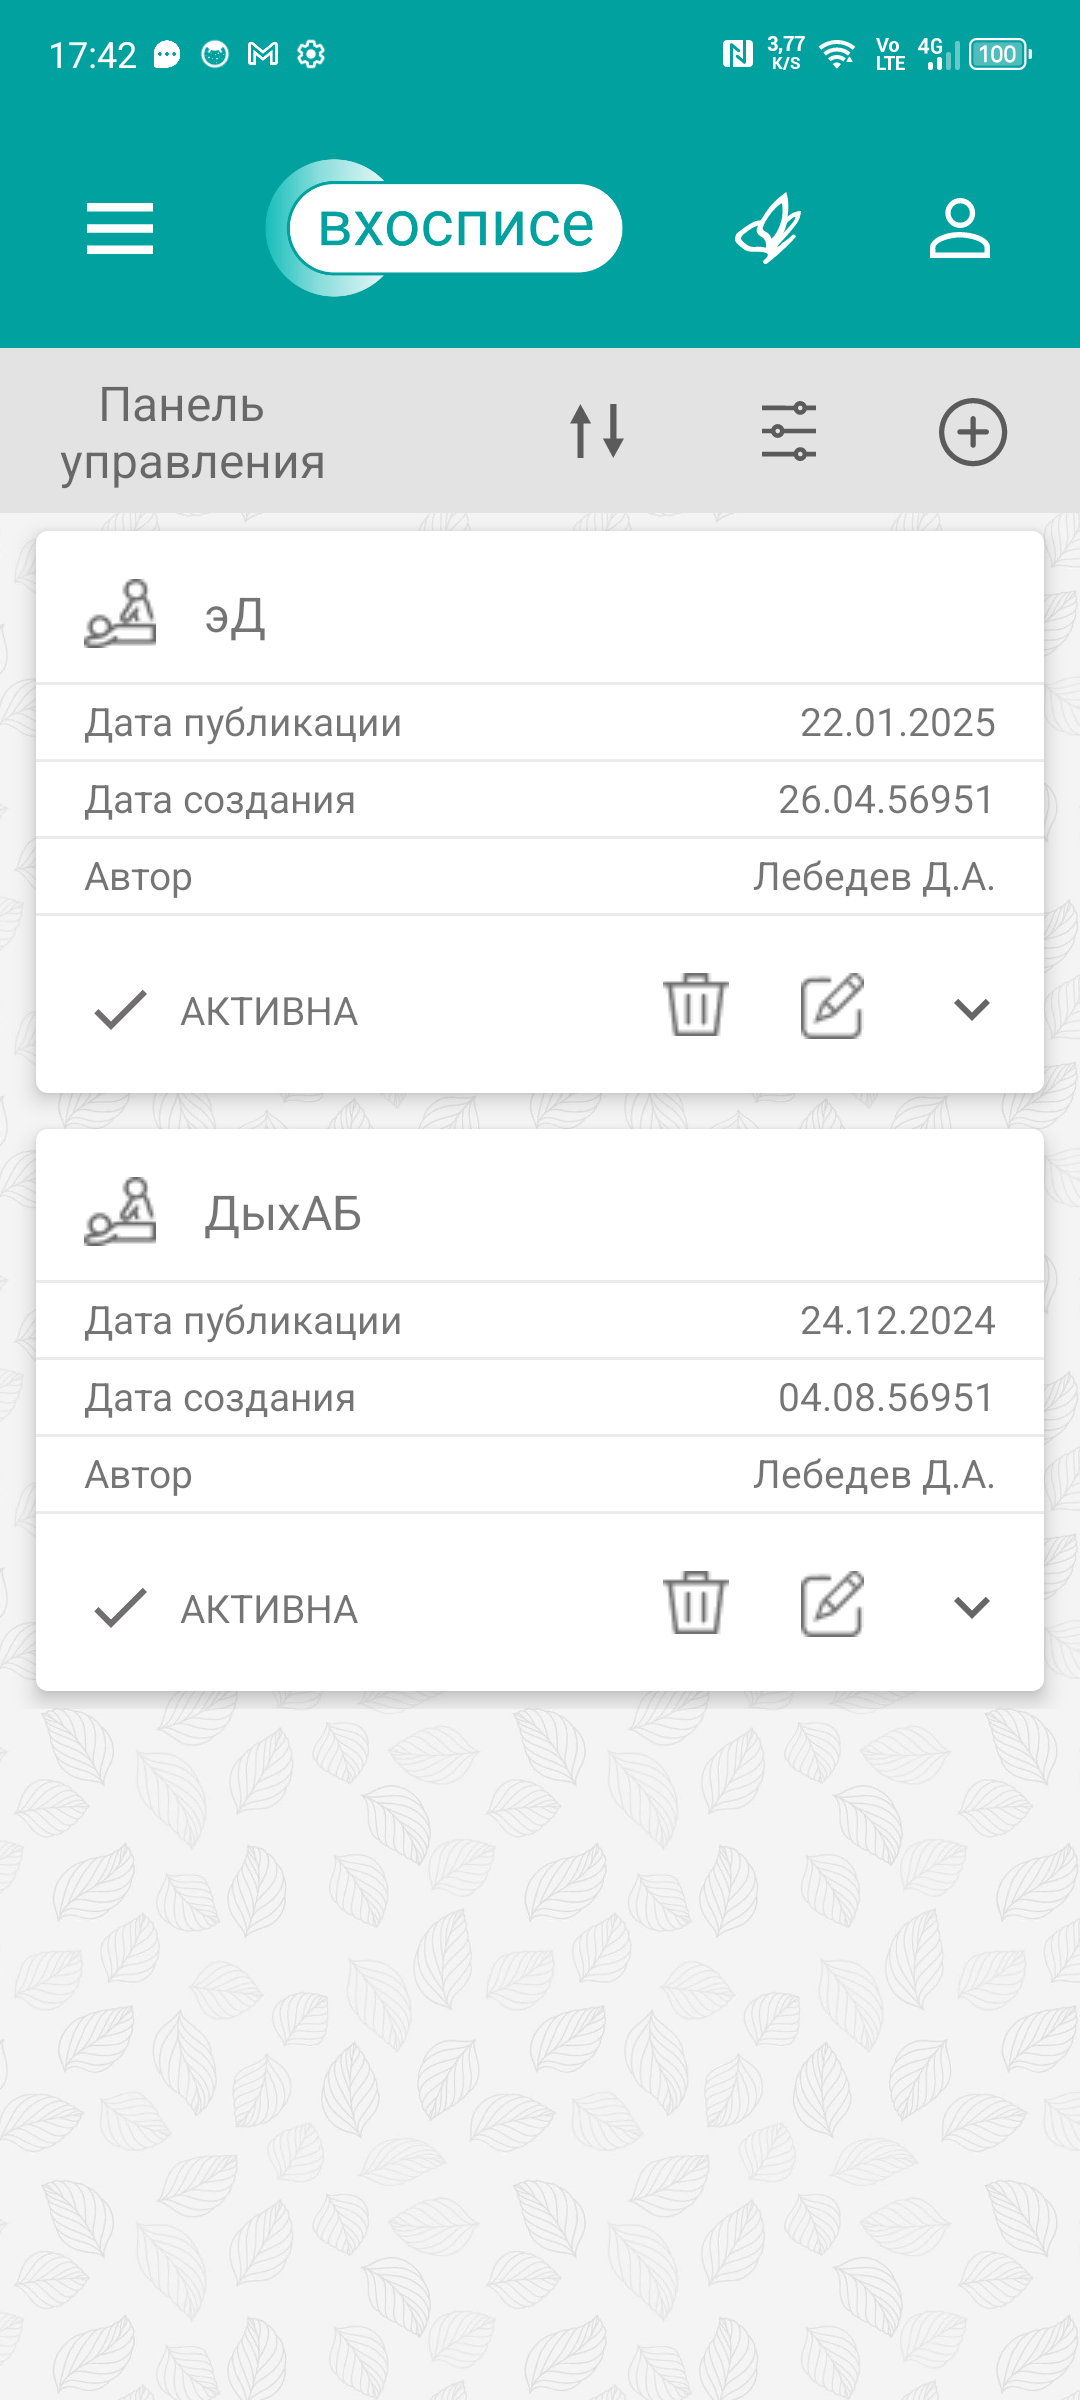 17:42
3,77 K/S
Vo LTE
4G
100
вхосписе
Панель
управления
эД
Дата публикации 22.01.2025
Дата создания 26.04.56951
Автор Лебедев Д.А.
АКТИВНА
ДыхАБ
Дата публикации 24.12.2024
Дата создания 04.08.56951
Автор Лебедев Д.А.
АКТИВНА